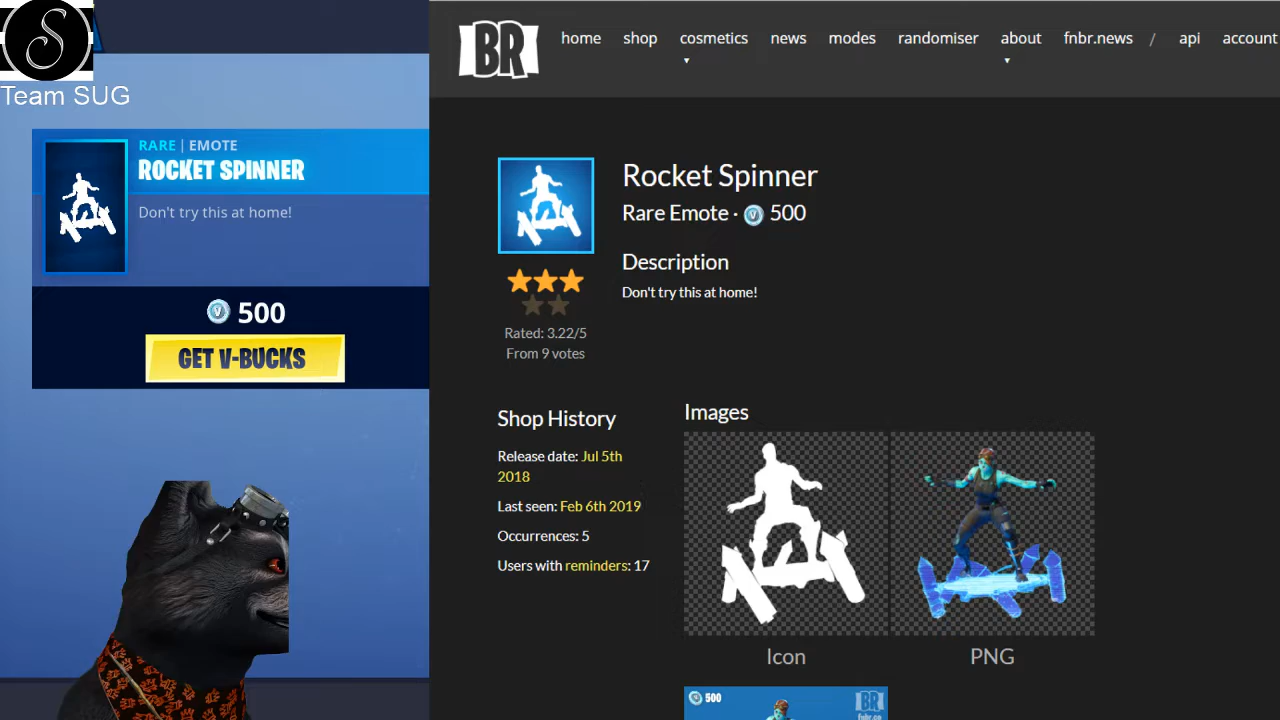 S
Team SUG
RARE | EMOTE
ROCKET SPINNER
Don't try this at home!
500
GET V-BUCKS
BR
home shop cosmetics news modes randomiser about fnbr.news / api account
Rocket Spinner
Rare Emote · V 500
Description
Don't try this at home!
Rated: 3.22/5
From 9 votes
Shop History
Release date: Jul 5th
2018
Last seen: Feb 6th 2019
Occurrences: 5
Users with reminders: 17
Images
Icon
PNG
500
BR
fnbr.co